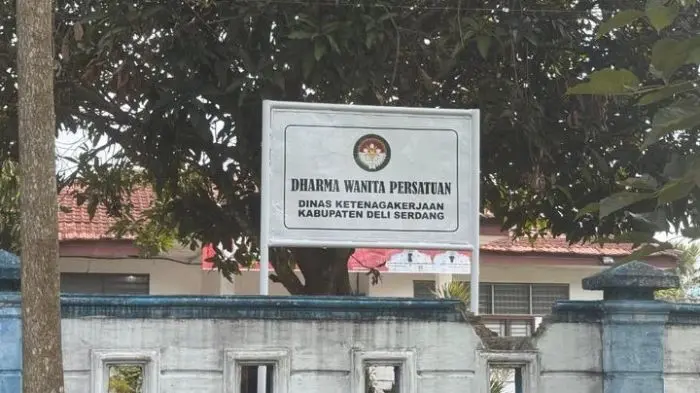 DHARMA WANITA PERSATUAN
DINAS KETENAGAKERJAAN
KABUPATEN DELI SERDANG